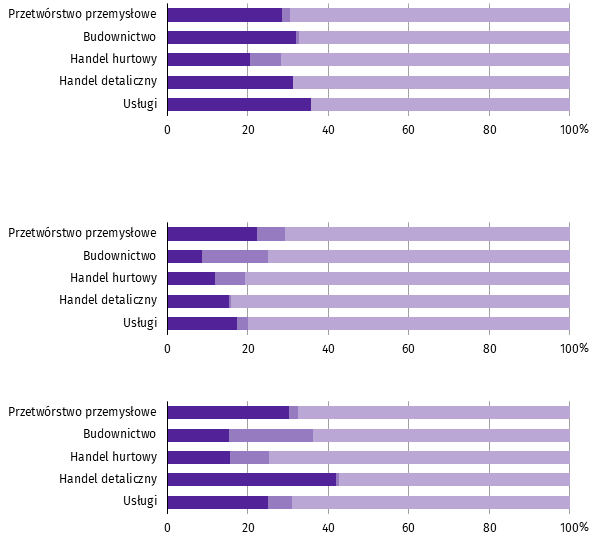 Przetwórstwo przemysłowe
Budownictwo
Handel hurtowy
Handel detaliczny
Usługi
0 20 40 60 80 100%
Przetwórstwo przemysłowe
Budownictwo
Handel hurtowy
Handel detaliczny
Usługi
0 20 40 60 80 100%
Przetwórstwo przemysłowe
Budownictwo
Handel hurtowy
Handel detaliczny
Usługi
0 20 40 60 80 100%